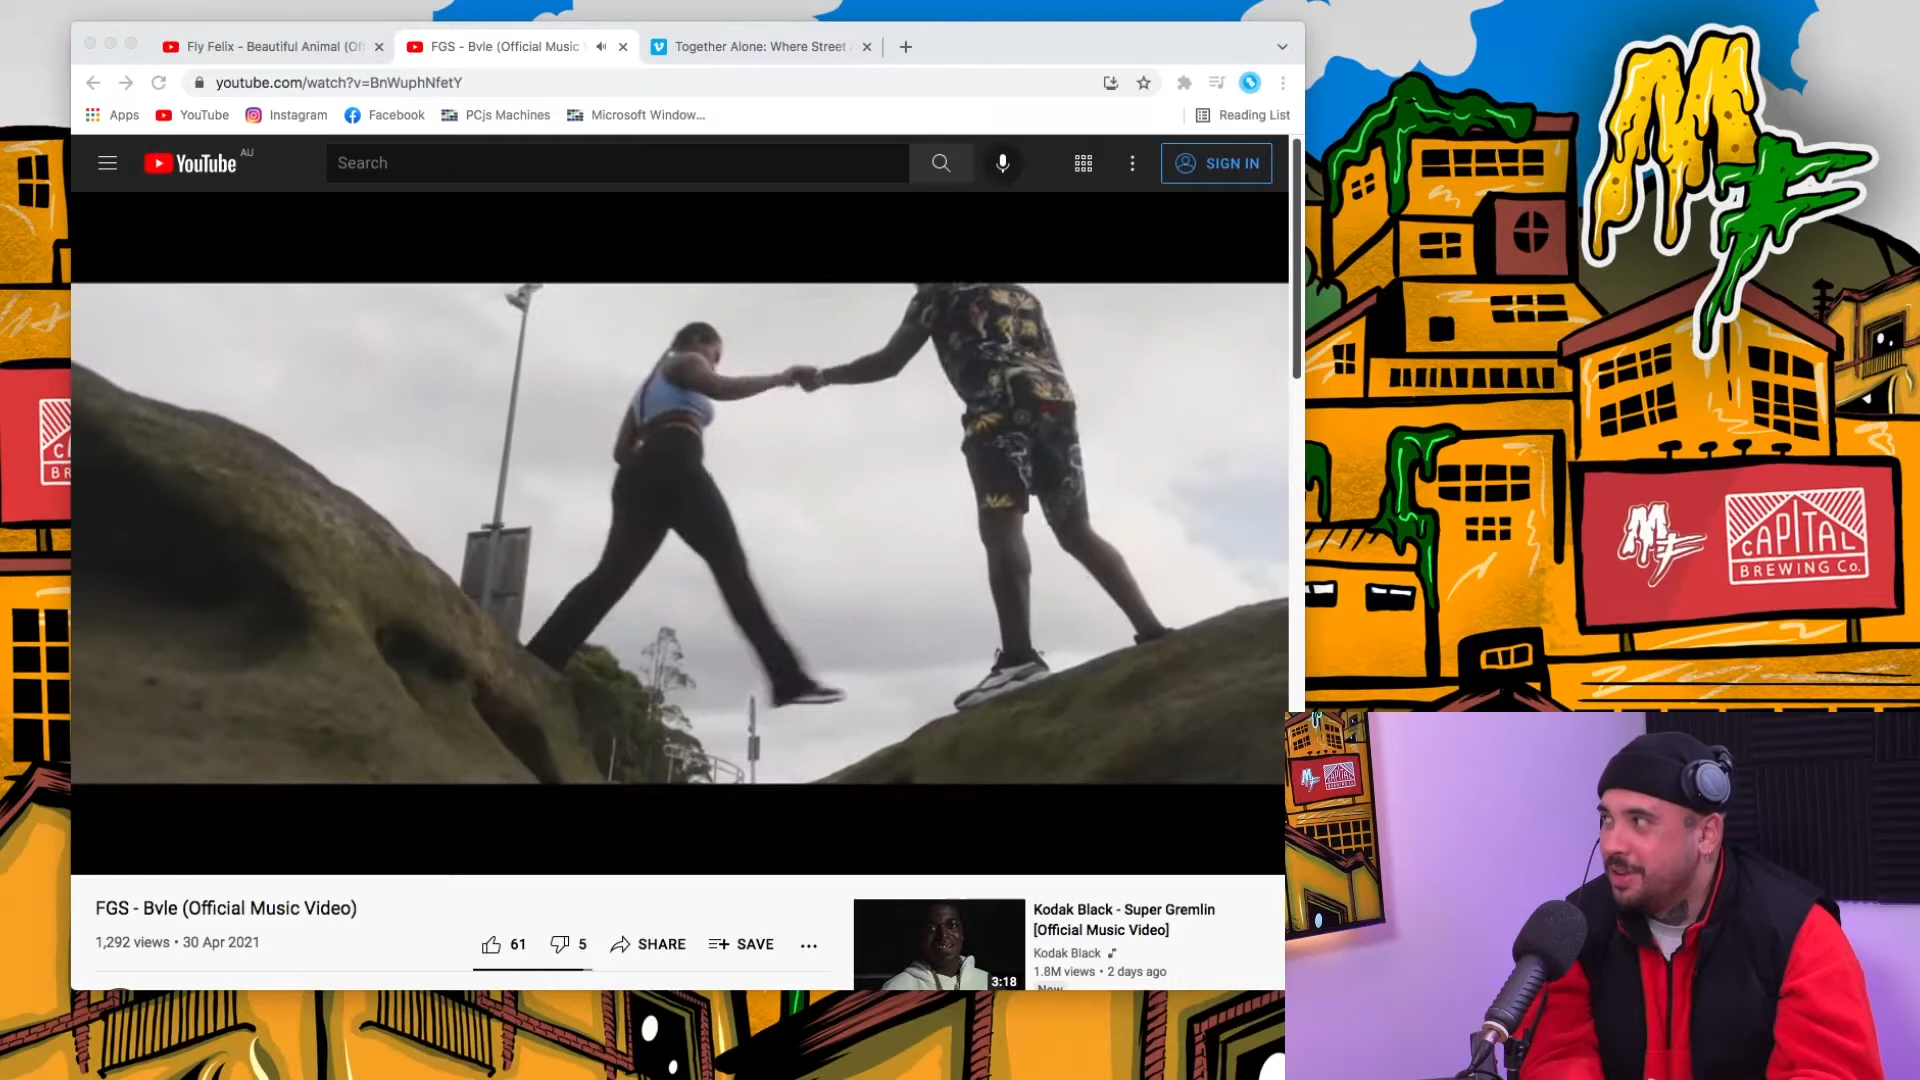 Fly Felix - Beautiful Animal (Of
FGS - Bvle (Official Music V
Together Alone: Where Street
youtube.com/watch?v=BnWuphNfetY
Apps
YouTube
Instagram
Facebook
PCjs Machines
Microsoft Window...
Reading List
YouTube AU
Search
SIGN IN
MF
MF
CAPITAL
BREWING Co.
FGS - Bvle (Official Music Video)
1,292 views • 30 Apr 2021
61
5
SHARE
SAVE
3:18
Kodak Black - Super Gremlin
[Official Music Video]
Kodak Black
1.8M views • 2 days ago
New